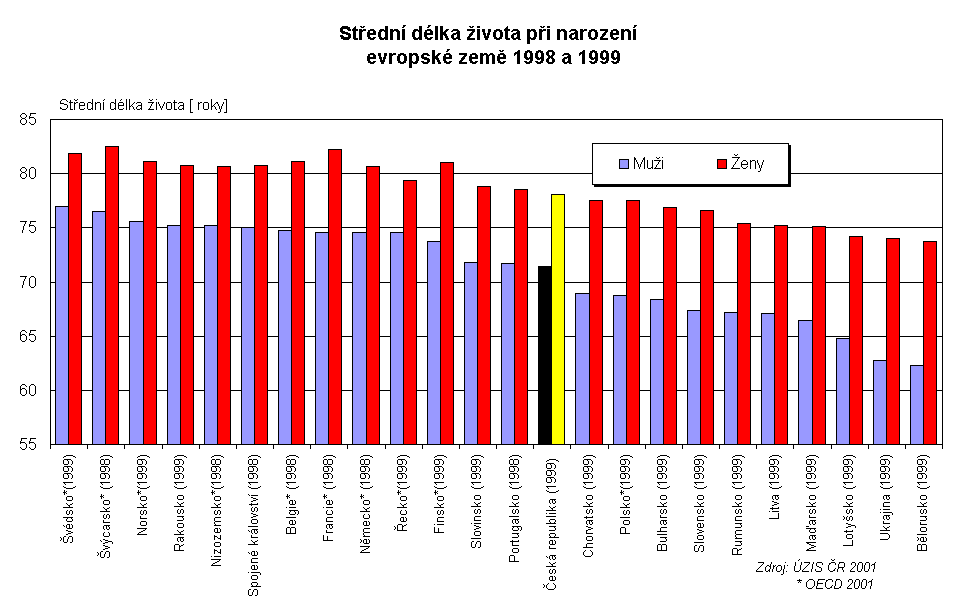 Střední délka života při narození
evropské země 1998 a 1999
Střední délka života [ roky]
85
80
75
70
65
60
55
Muži
Ženy
Švédsko*(1999)
Švýcarsko* (1998)
Norsko*(1999)
Rakousko (1999)
Nizozemsko*(1998)
Spojené království (1998)
Belgie* (1998)
Francie* (1998)
Německo* (1998)
Řecko*(1999)
Finsko*(1999)
Slovinsko (1999)
Portugalsko (1998)
Česká republika (1999)
Chorvatsko (1999)
Polsko*(1999)
Bulharsko (1999)
Slovensko (1999)
Rumunsko (1999)
Litva (1999)
Maďarsko (1999)
Lotyšsko (1999)
Ukrajina (1999)
Bělorusko (1999)
Zdroj: ÚZIS ČR 2001
* OECD 2001